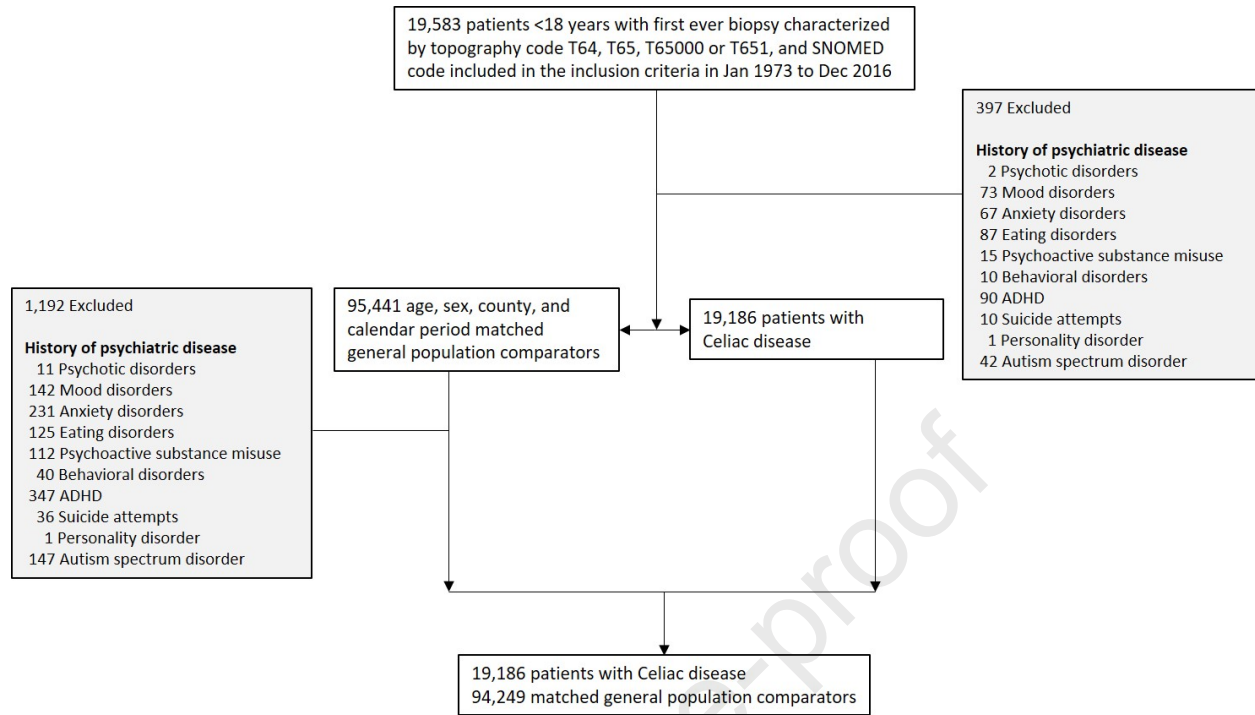 19,583 patients <18 years with first ever biopsy characterized
by topography code T64, T65, T65000 or T651, and SNOMED
code included in the inclusion criteria in Jan 1973 to Dec 2016
397 Excluded
History of psychiatric disease
2 Psychotic disorders
73 Mood disorders
67 Anxiety disorders
87 Eating disorders
15 Psychoactive substance misuse
10 Behavioral disorders
90 ADHD
10 Suicide attempts
1 Personality disorder
42 Autism spectrum disorder
95,441 age, sex, county, and
calendar period matched
general population comparators
19,186 patients with
Celiac disease
1,192 Excluded
History of psychiatric disease
11 Psychotic disorders
142 Mood disorders
231 Anxiety disorders
125 Eating disorders
112 Psychoactive substance misuse
40 Behavioral disorders
347 ADHD
36 Suicide attempts
1 Personality disorder
147 Autism spectrum disorder
19,186 patients with Celiac disease
94,249 matched general population comparators
e-proof